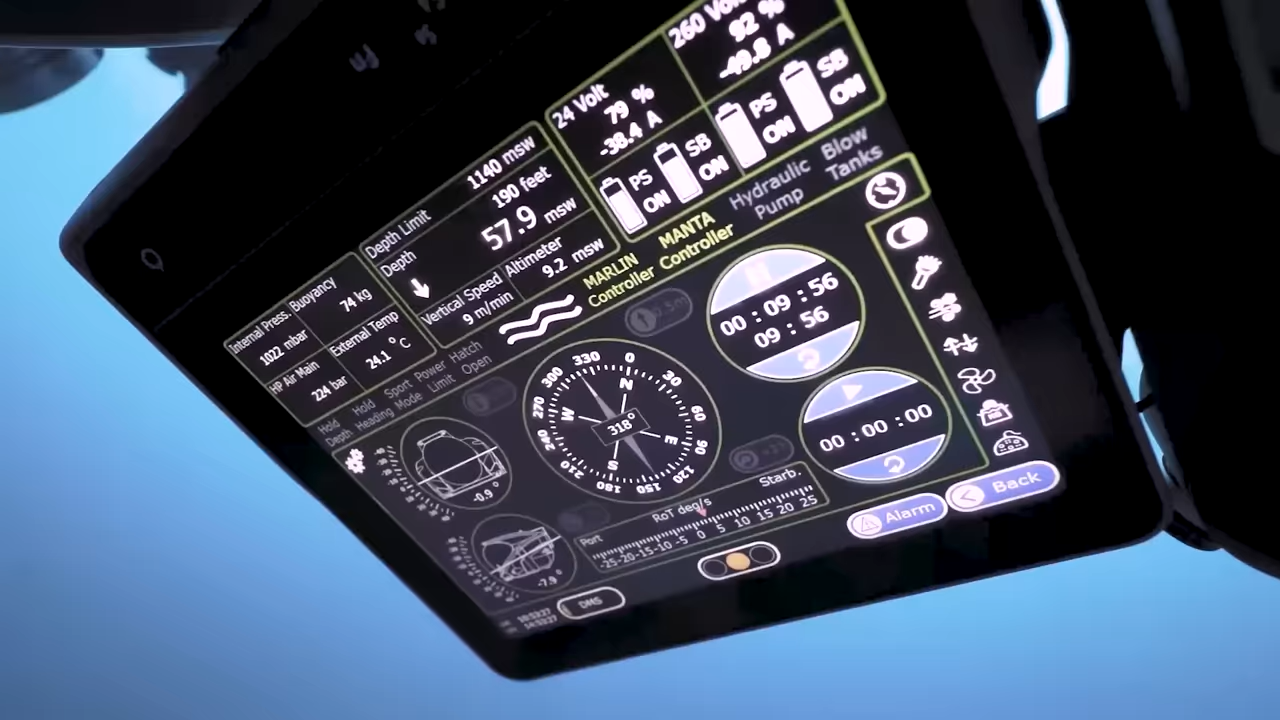 Internal Press.
1022 mbar
Buoyancy
74 kg
HP Air Main
224 bar
External Temp
24.1 °C
Depth Limit
1140 msw
190 feet
Depth
57.9 msw
Vertical Speed
9 m/min
Altimeter
9.2 msw
24 Volt
79 %
-38.4 A
PS
ON
SB
ON
260 Volt
92 %
-49.8 A
PS
ON
SB
ON
Hold
Depth
Hold
Heading
Sport
Mode
Power
Limit
Hatch
Open
MARLIN
Controller
MANTA
Controller
Hydraulic
Pump
Blow
Tanks
330 0 30 60 90 120 150 180 210 240 270 300
N
E
S
W
318°
00 : 09 : 56
09 : 56
00 : 00 : 00
-0.9 °
-7.9 °
Port
RoT deg/s
Starb.
-25 -20 -15 -10 -5 0 5 10 15 20 25
DMS
Alarm
Back